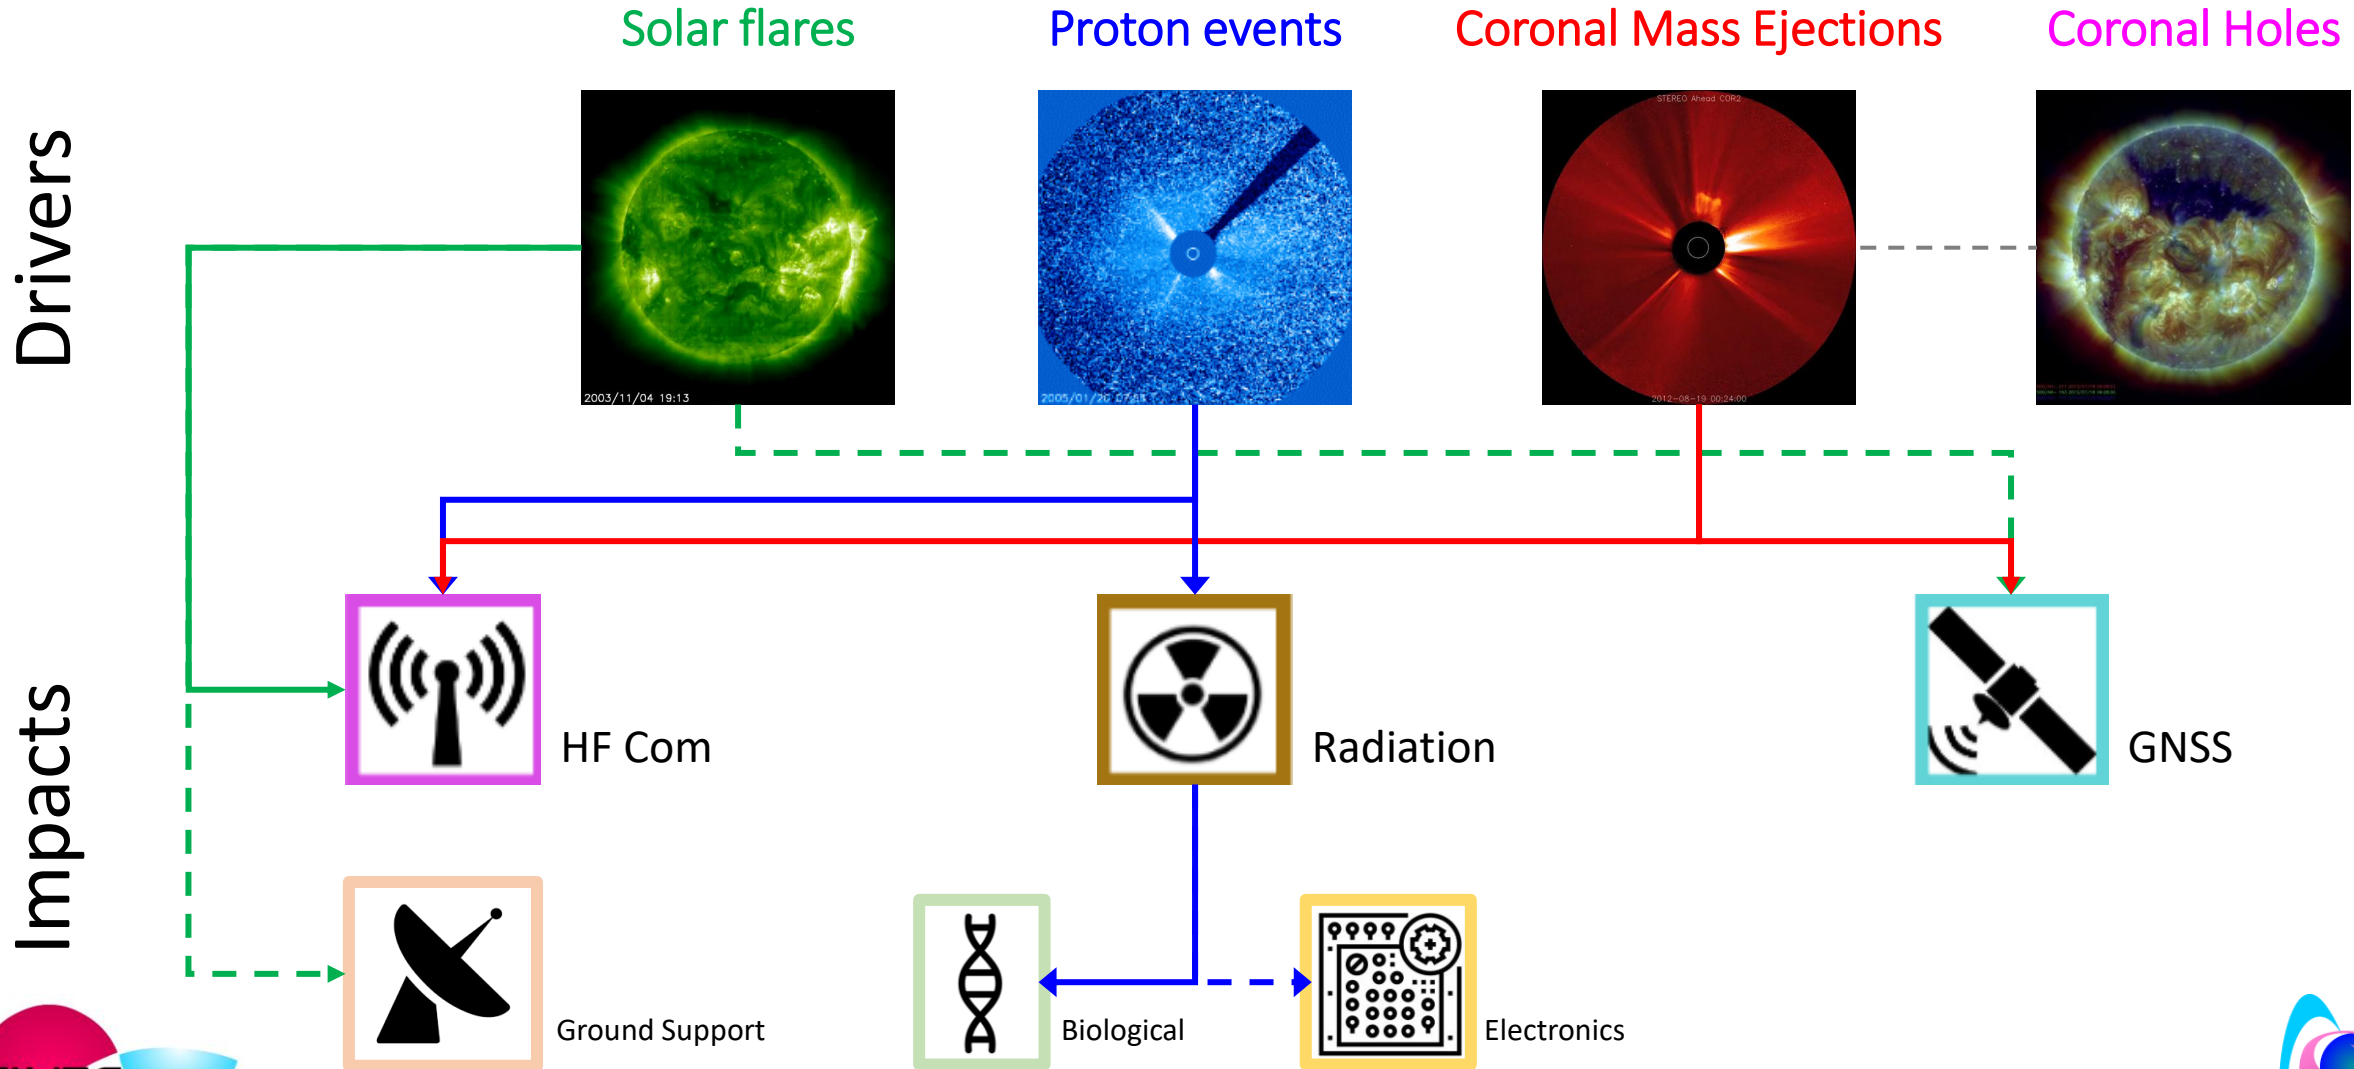 Solar flares
Proton events
Coronal Mass Ejections
Coronal Holes
Drivers
STEREO Ahead COR2
2003/11/04 19:13
2012-08-19 00:24:00
Impacts
HF Com
Radiation
GNSS
Ground Support
Biological
Electronics